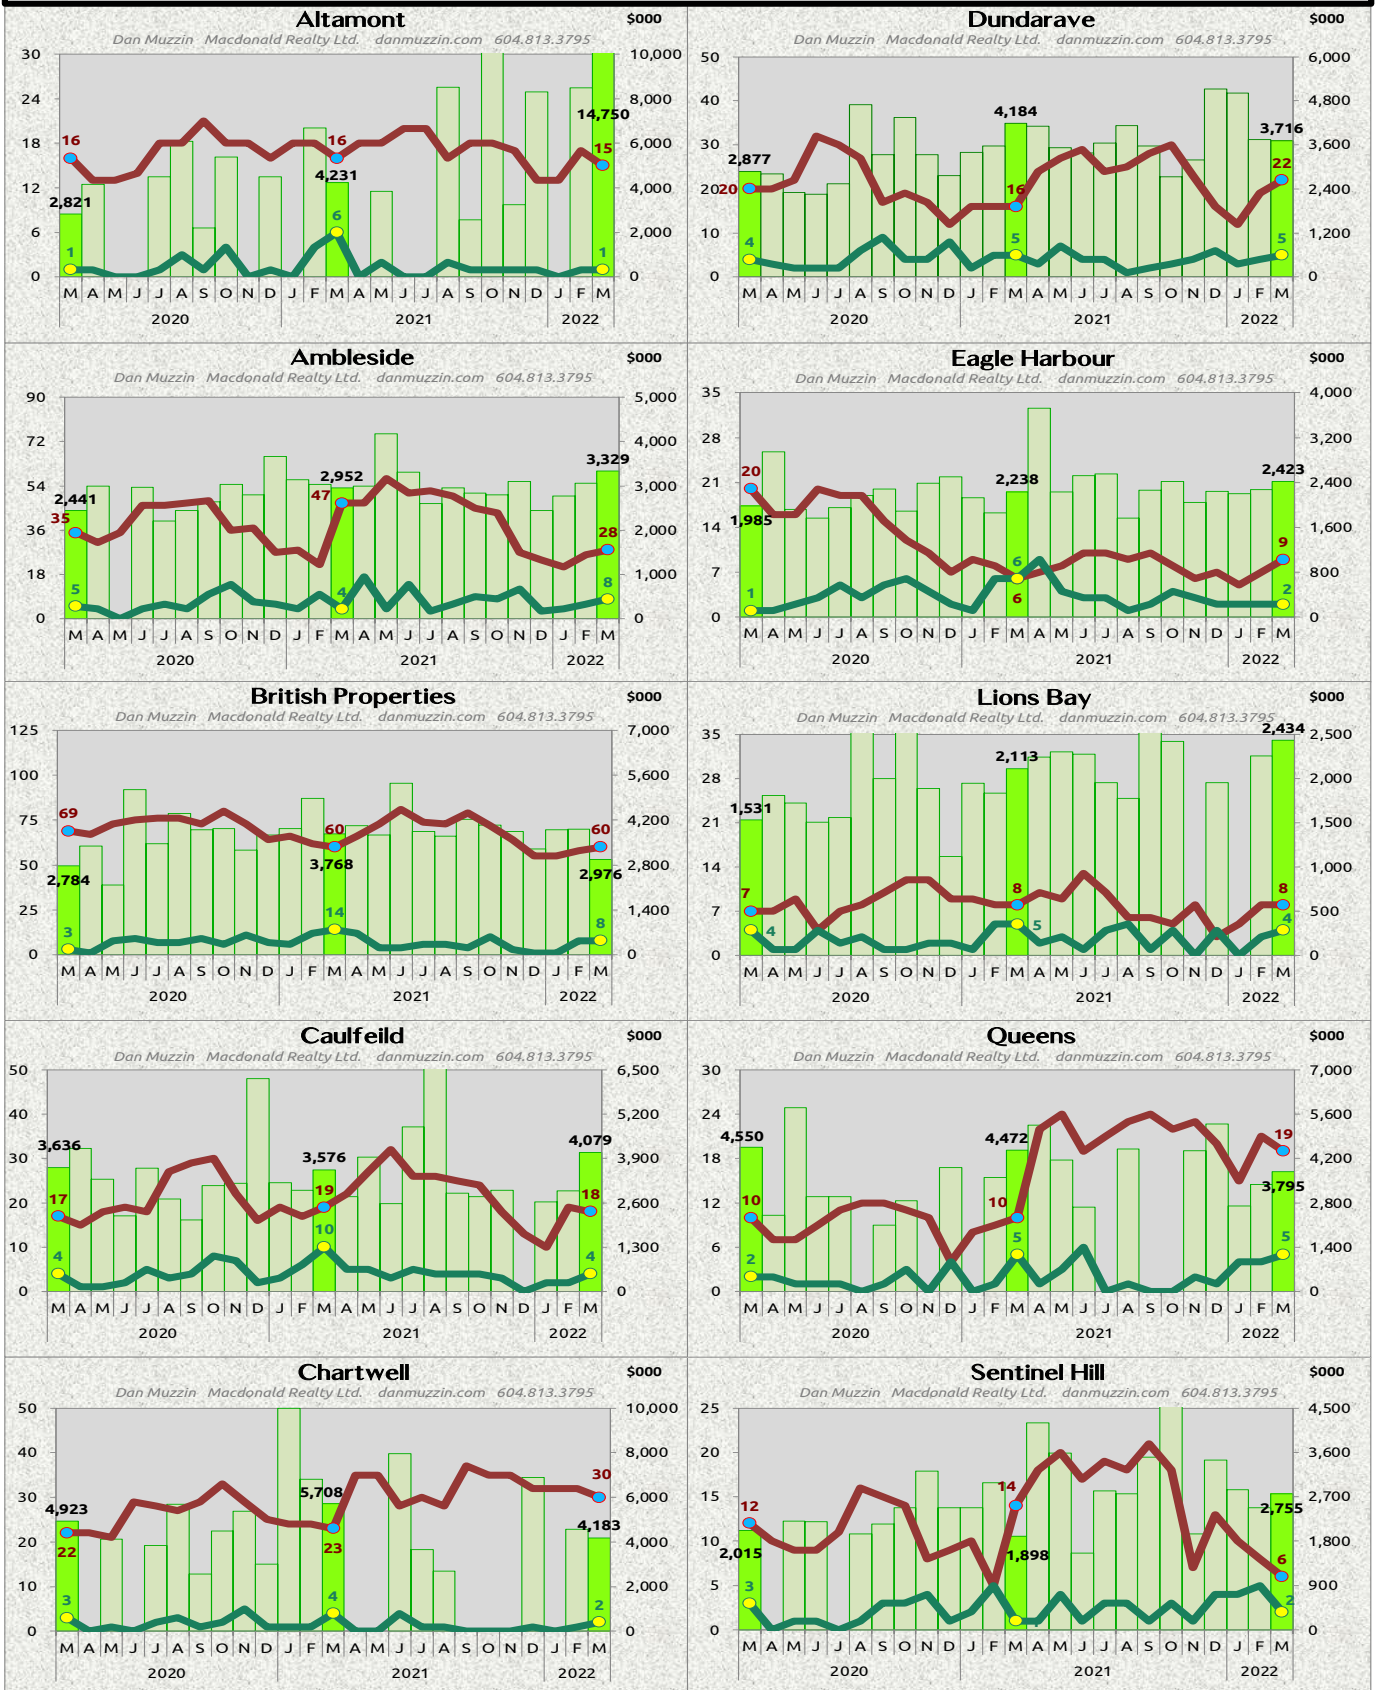 Altamont
$000
Dan Muzzin Macdonald Realty Ltd. danmuzzin.com 604.813.3795
30 24 18 12 6 0
10,000 8,000 6,000 4,000 2,000 0
16 2,821 1
16 4,231 6
14,750 15 1
M A M J J A S O N D J F M A M J J A S O N D J F M
2020 2021 2022
Dundarave
$000
Dan Muzzin Macdonald Realty Ltd. danmuzzin.com 604.813.3795
50 40 30 20 10 0
6,000 4,800 3,600 2,400 1,200 0
2,877 20 4
4,184 16 5
3,716 22 5
M A M J J A S O N D J F M A M J J A S O N D J F M
2020 2021 2022
Ambleside
$000
Dan Muzzin Macdonald Realty Ltd. danmuzzin.com 604.813.3795
90 72 54 36 18 0
5,000 4,000 3,000 2,000 1,000 0
2,441 35 5
2,952 47 4
3,329 28 8
M A M J J A S O N D J F M A M J J A S O N D J F M
2020 2021 2022
Eagle Harbour
$000
Dan Muzzin Macdonald Realty Ltd. danmuzzin.com 604.813.3795
35 28 21 14 7 0
4,000 3,200 2,400 1,600 800 0
20 1,985 1
2,238 6 6
2,423 9 2
M A M J J A S O N D J F M A M J J A S O N D J F M
2020 2021 2022
British Properties
$000
Dan Muzzin Macdonald Realty Ltd. danmuzzin.com 604.813.3795
125 100 75 50 25 0
7,000 5,600 4,200 2,800 1,400 0
69 2,784 3
60 3,768 14
60 2,976 8
M A M J J A S O N D J F M A M J J A S O N D J F M
2020 2021 2022
Lions Bay
$000
Dan Muzzin Macdonald Realty Ltd. danmuzzin.com 604.813.3795
35 28 21 14 7 0
2,500 2,000 1,500 1,000 500 0
1,531 7 4
2,113 8 5
2,434 8 4
M A M J J A S O N D J F M A M J J A S O N D J F M
2020 2021 2022
Caulfeild
$000
Dan Muzzin Macdonald Realty Ltd. danmuzzin.com 604.813.3795
50 40 30 20 10 0
6,500 5,200 3,900 2,600 1,300 0
3,636 17 4
3,576 19 10
4,079 18 4
M A M J J A S O N D J F M A M J J A S O N D J F M
2020 2021 2022
Queens
$000
Dan Muzzin Macdonald Realty Ltd. danmuzzin.com 604.813.3795
30 24 18 12 6 0
7,000 5,600 4,200 2,800 1,400 0
4,550 10 2
4,472 10 5
19 3,795 5
M A M J J A S O N D J F M A M J J A S O N D J F M
2020 2021 2022
Chartwell
$000
Dan Muzzin Macdonald Realty Ltd. danmuzzin.com 604.813.3795
50 40 30 20 10 0
10,000 8,000 6,000 4,000 2,000 0
4,923 22 3
5,708 23 4
30 4,183 2
M A M J J A S O N D J F M A M J J A S O N D J F M
2020 2021 2022
Sentinel Hill
$000
Dan Muzzin Macdonald Realty Ltd. danmuzzin.com 604.813.3795
25 20 15 10 5 0
4,500 3,600 2,700 1,800 900 0
12 2,015 3
14 1,898
2,755 6 2
M A M J J A S O N D J F M A M J J A S O N D J F M
2020 2021 2022